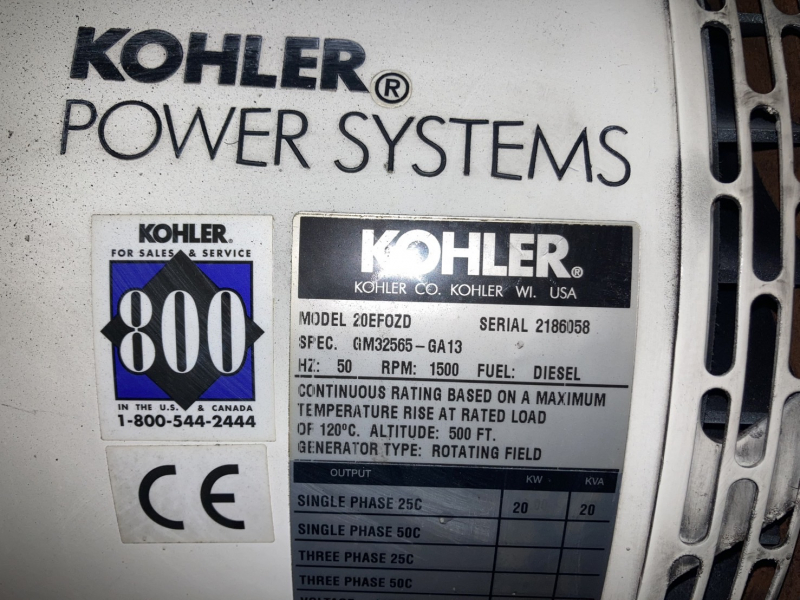 KOHLER®
POWER SYSTEMS
KOHLER.
FOR SALES & SERVICE
800
IN THE U.S. & CANADA
1-800-544-2444
CE
KOHLER®
KOHLER CO. KOHLER WI. USA
MODEL 20EFOZD SERIAL 2186058
SPEC. GM32565-GA13
HZ: 50 RPM: 1500 FUEL: DIESEL
CONTINUOUS RATING BASED ON A MAXIMUM
TEMPERATURE RISE AT RATED LOAD
OF 120°C. ALTITUDE: 500 FT.
GENERATOR TYPE: ROTATING FIELD
OUTPUT KW KVA
SINGLE PHASE 25C 20 20
SINGLE PHASE 50C
THREE PHASE 25C
THREE PHASE 50C